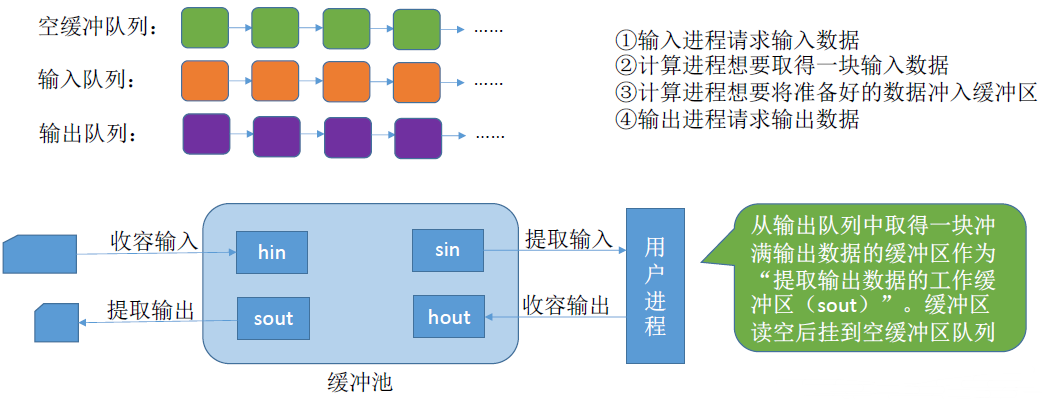 空缓冲队列：
……
输入队列：
……
输出队列：
……
①输入进程请求输入数据
②计算进程想要取得一块输入数据
③计算进程想要将准备好的数据冲入缓冲区
④输出进程请求输出数据
收容输入
hin
sin
提取输入
提取输出
sout
hout
收容输出
用户进程
缓冲池
从输出队列中取得一块冲
满输出数据的缓冲区作为
“提取输出数据的工作缓
冲区（sout）”。缓冲区
读空后挂到空缓冲区队列